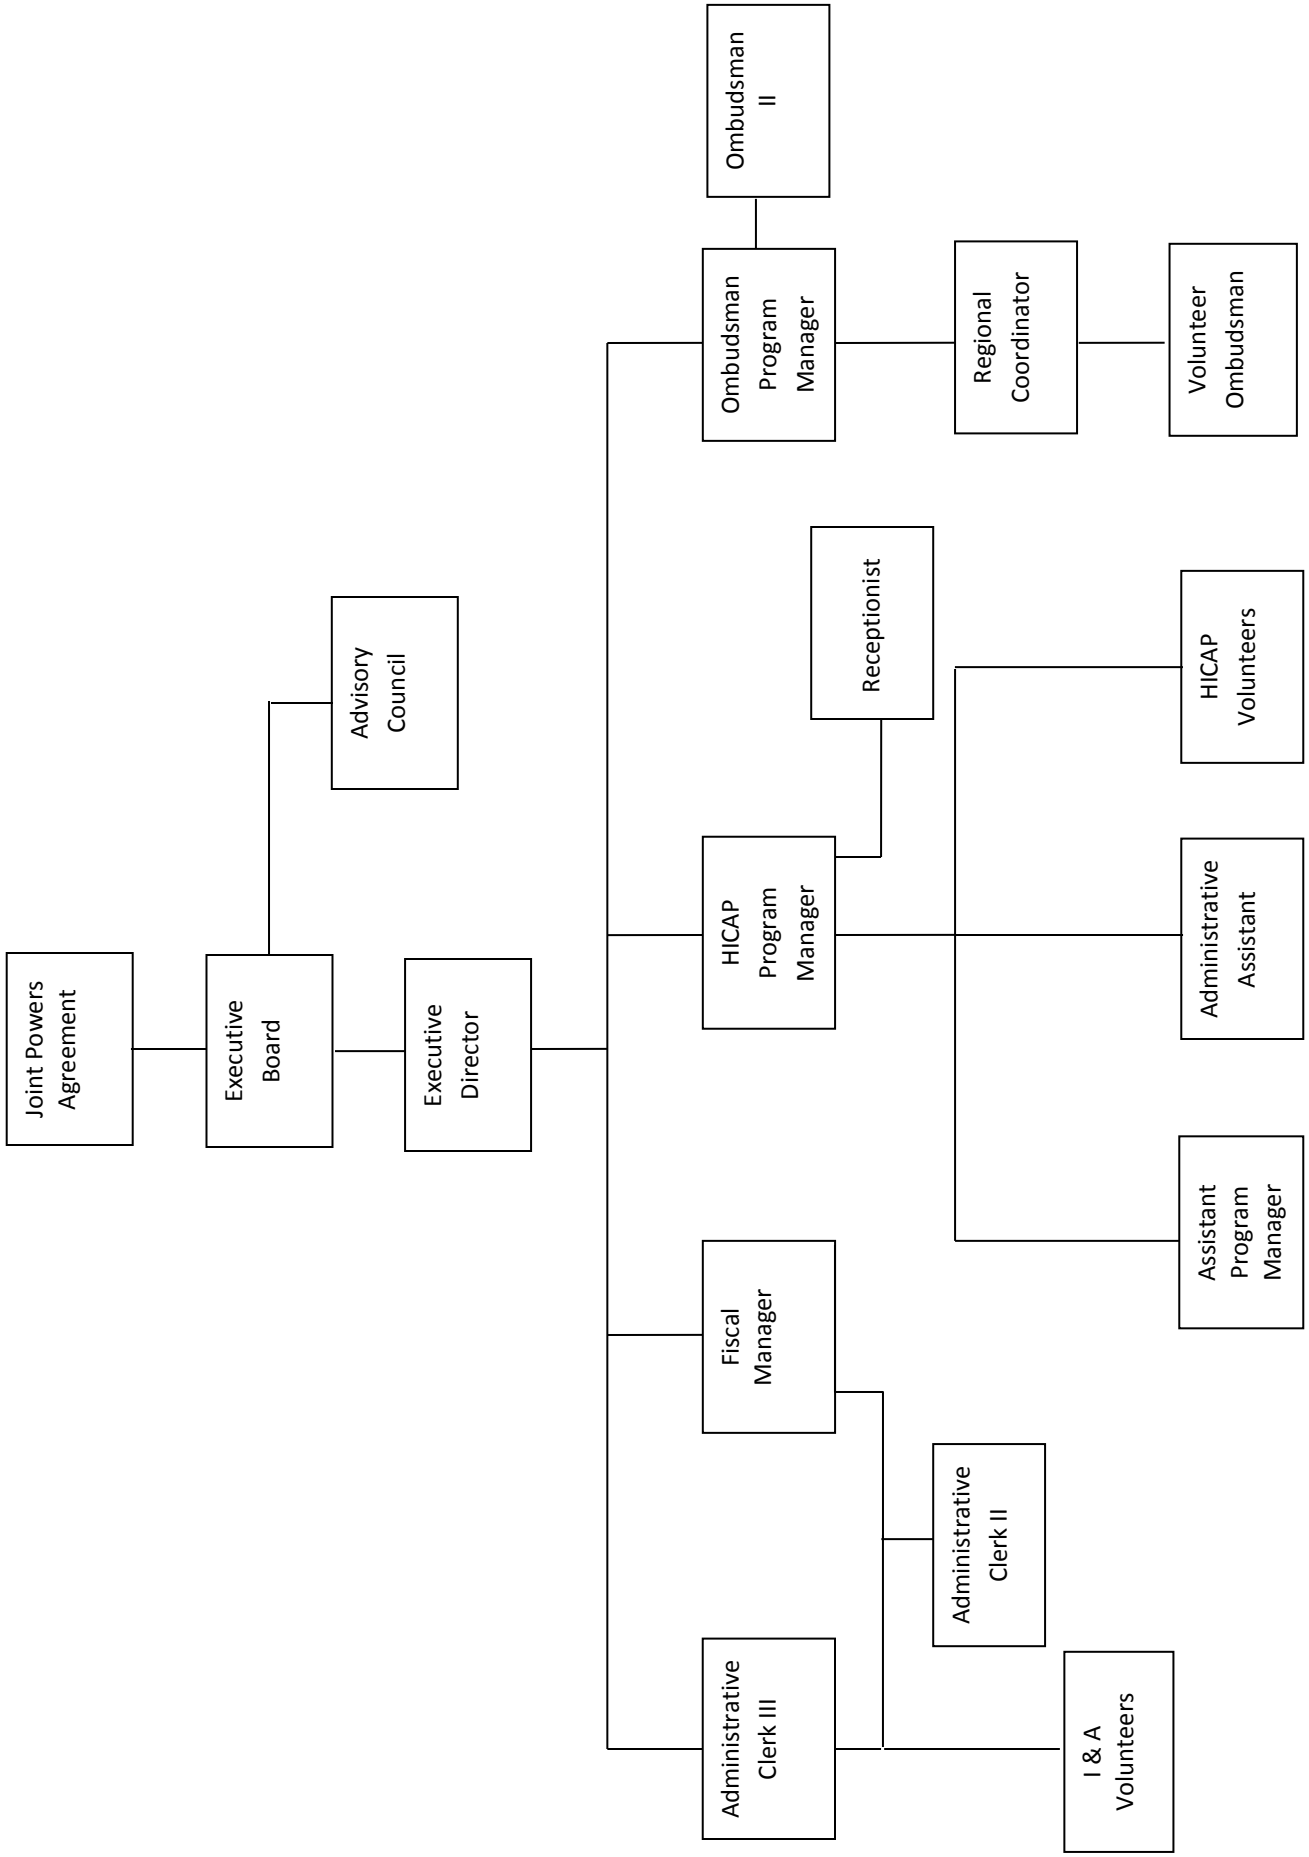 Joint Powers
Agreement
Executive
Board
Advisory
Council
Executive
Director
Administrative
Clerk III
Fiscal
Manager
HICAP
Program
Manager
Ombudsman
Program
Manager
Ombudsman
II
Receptionist
Administrative
Clerk II
Regional
Coordinator
I & A
Volunteers
Assistant
Program
Manager
Administrative
Assistant
HICAP
Volunteers
Volunteer
Ombudsman